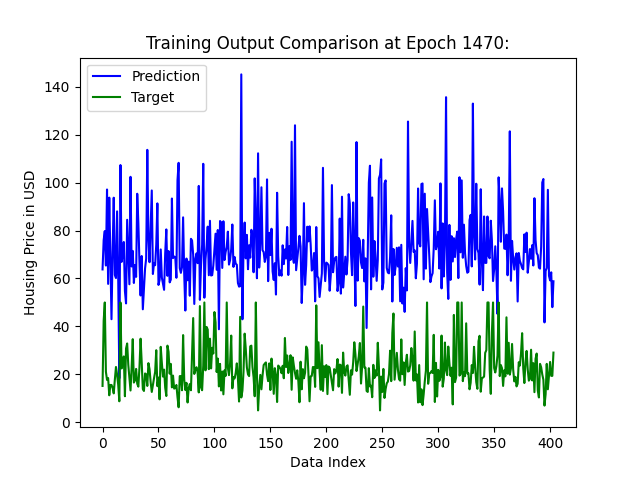 Training Output Comparison at Epoch 1470:
Prediction
Target
Housing Price in USD
140
120
100
80
60
40
20
0
0 50 100 150 200 250 300 350 400
Data Index